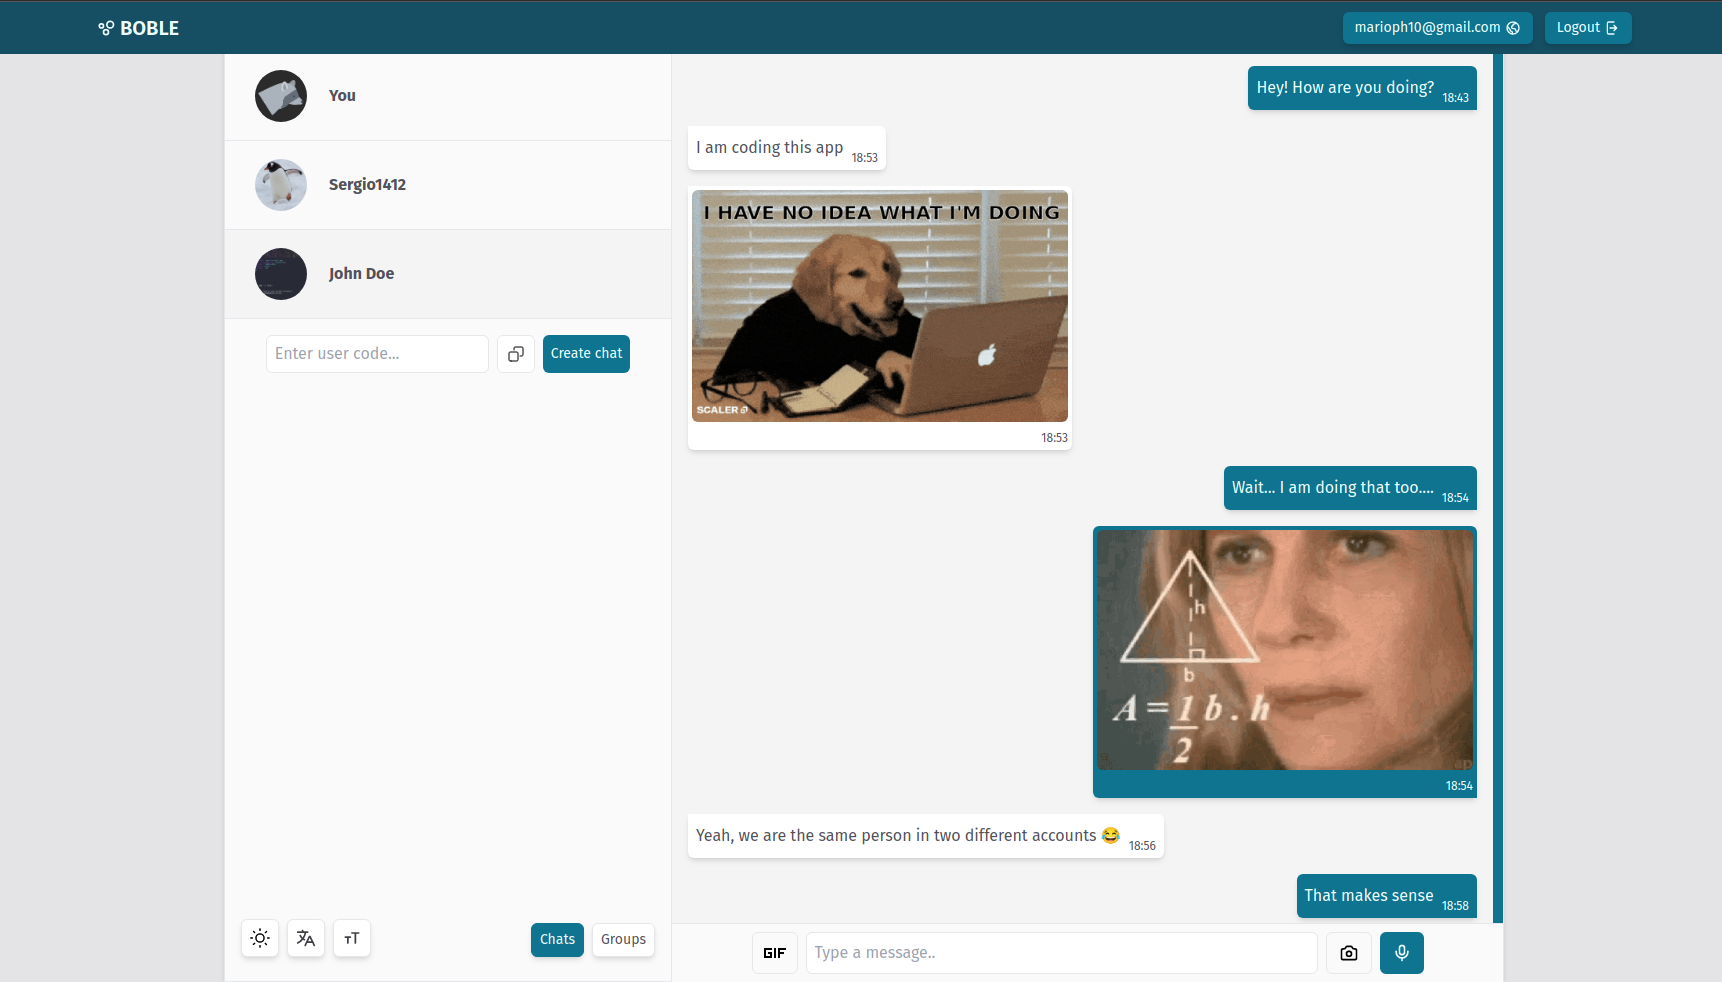 BOBLE
marioph10@gmail.com
Logout
You
Sergio1412
John Doe
Enter user code...
Create chat
Chats
Groups
Hey! How are you doing? 18:43
I am coding this app 18:53
I HAVE NO IDEA WHAT I'M DOING
SCALER
18:53
Wait... I am doing that too.... 18:54
h
b
A = 1/2 b . h
18:54
Yeah, we are the same person in two different accounts 😂 18:56
That makes sense 18:58
GIF
Type a message..